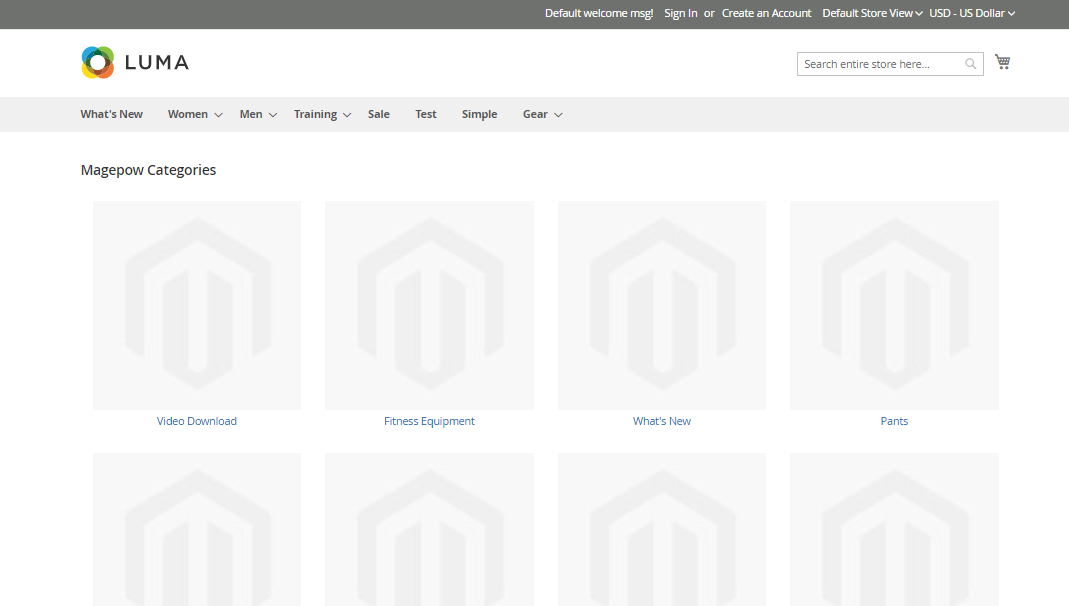 Default welcome msg! Sign In or Create an Account Default Store View USD - US Dollar
LUMA
Search entire store here...
What's New Women Men Training Sale Test Simple Gear
Magepow Categories
Video Download Fitness Equipment What's New Pants